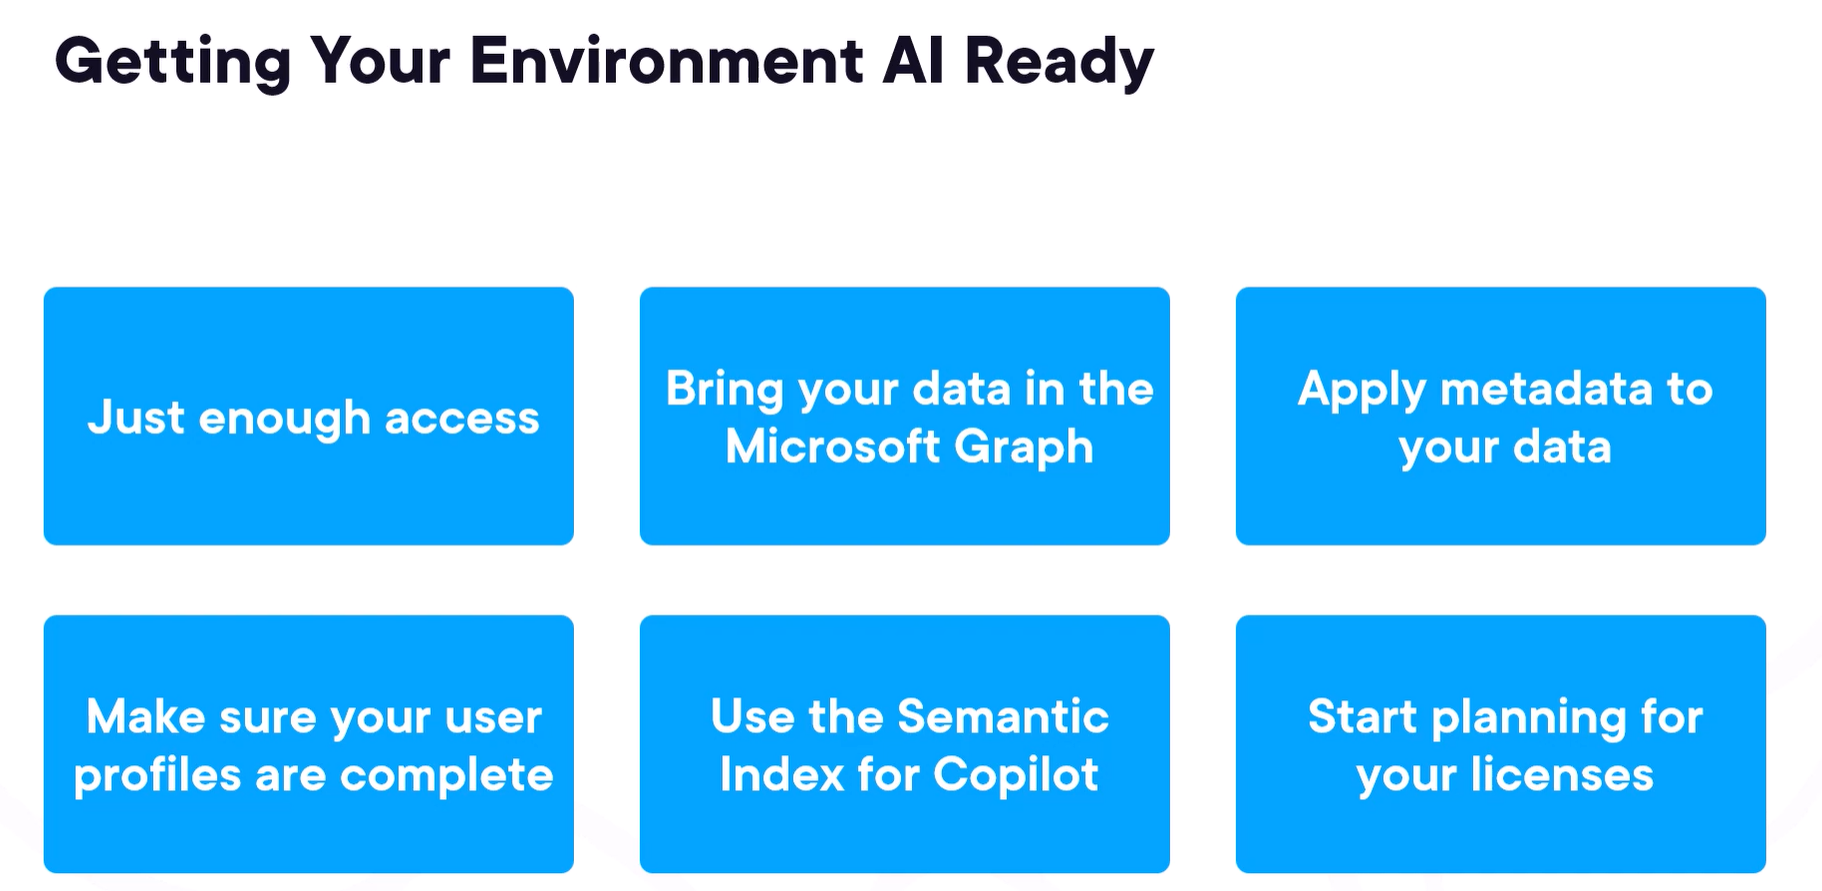 Getting Your Environment AI Ready
Just enough access
Bring your data in the
Microsoft Graph
Apply metadata to
your data
Make sure your user
profiles are complete
Use the Semantic
Index for Copilot
Start planning for
your licenses